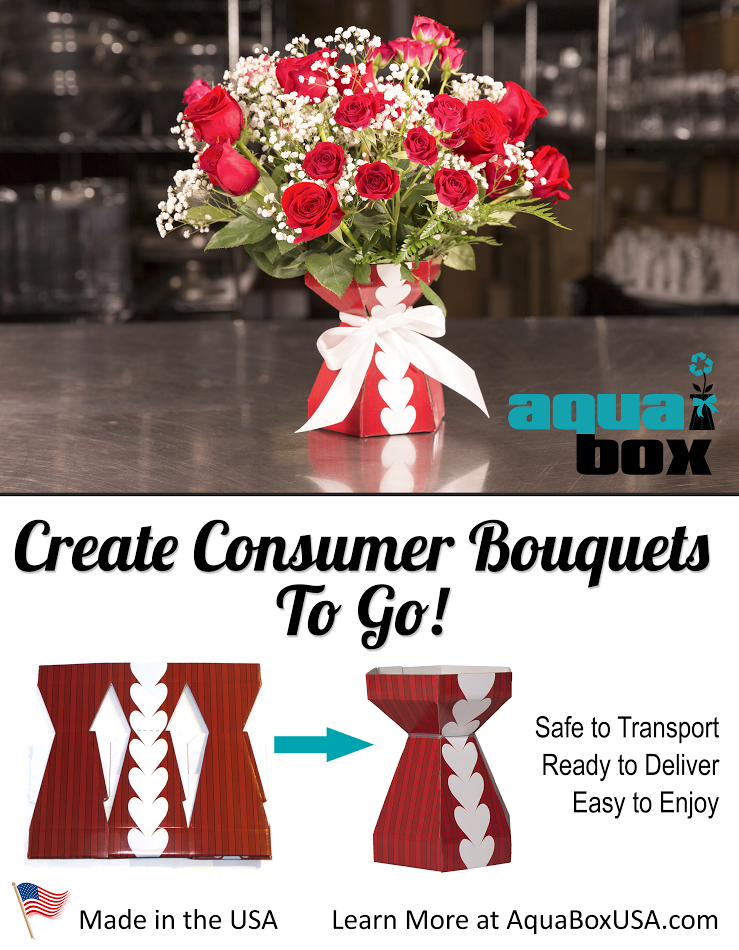 aqua
box
Create Consumer Bouquets
To Go!
Safe to Transport
Ready to Deliver
Easy to Enjoy
Made in the USA
Learn More at AquaBoxUSA.com